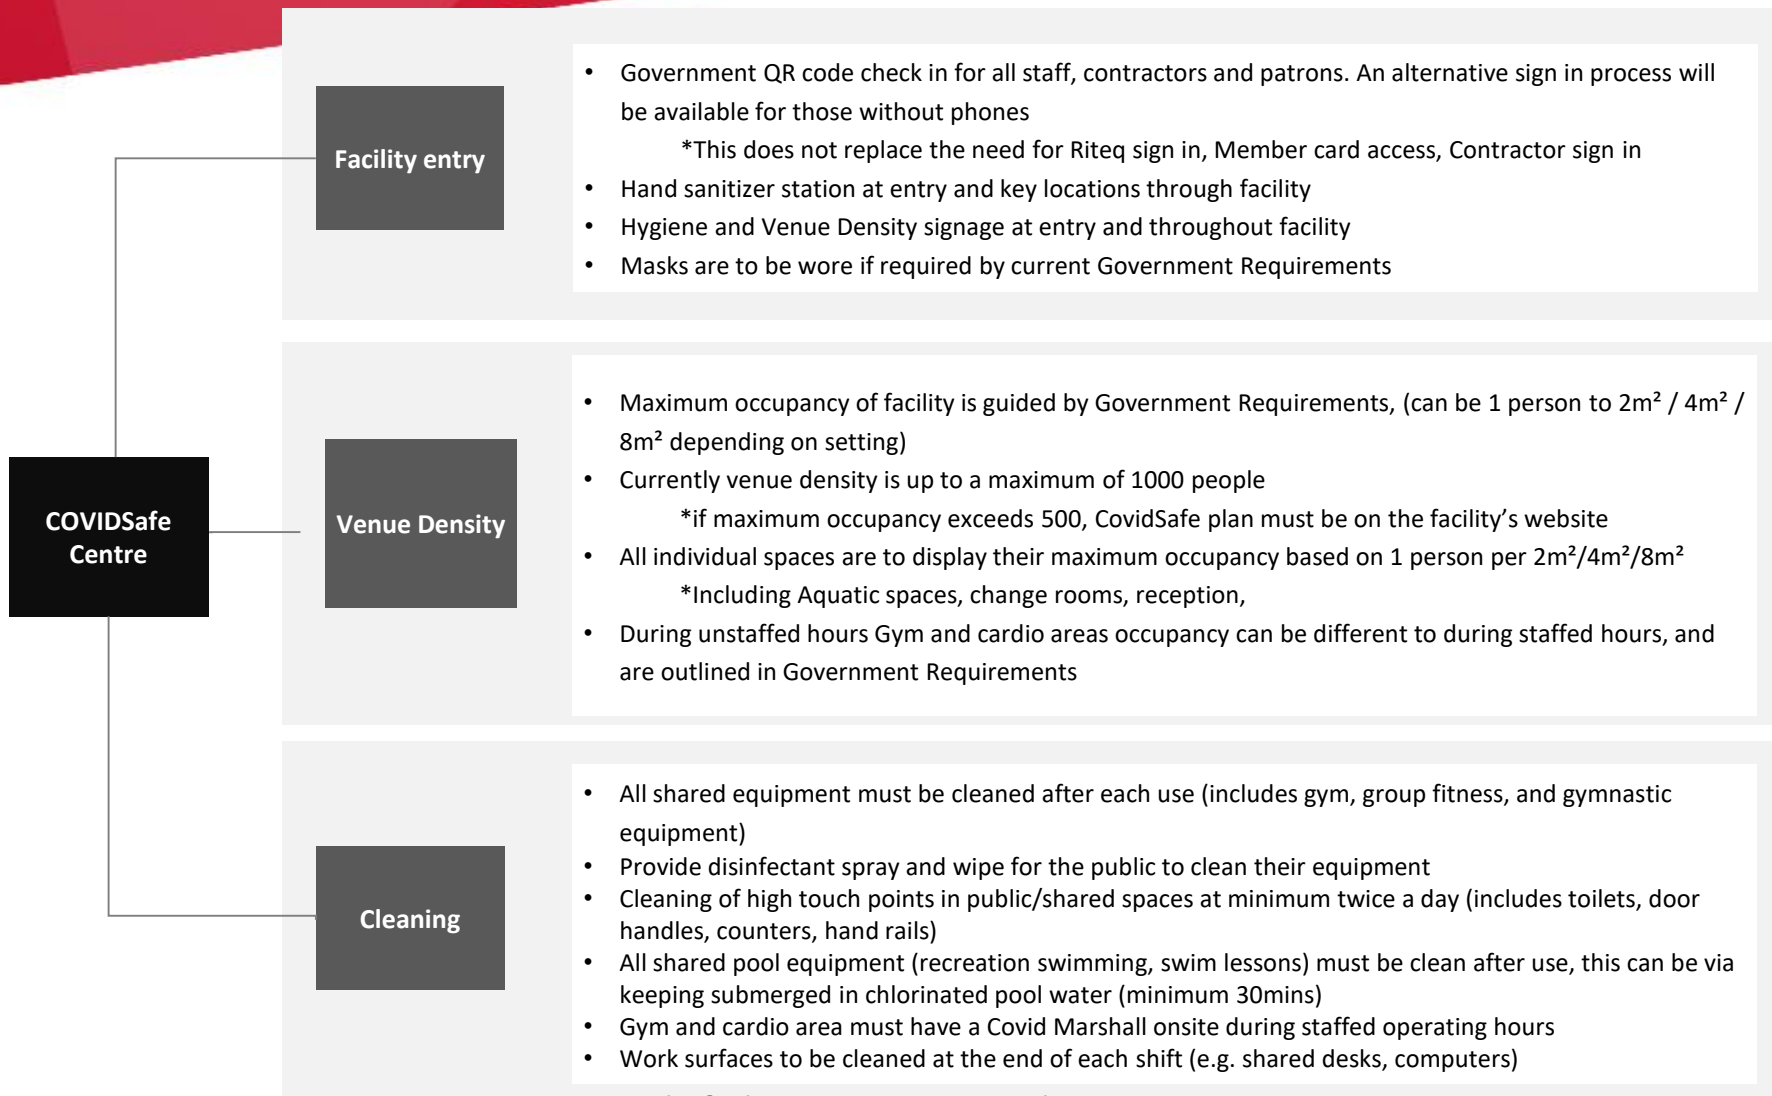 • Government QR code check in for all staff, contractors and patrons. An alternative sign in process will
be available for those without phones
*This does not replace the need for Riteq sign in, Member card access, Contractor sign in
• Hand sanitizer station at entry and key locations through facility
• Hygiene and Venue Density signage at entry and throughout facility
• Masks are to be wore if required by current Government Requirements
Facility entry
• Maximum occupancy of facility is guided by Government Requirements, (can be 1 person to 2m² / 4m² /
8m² depending on setting)
• Currently venue density is up to a maximum of 1000 people
*if maximum occupancy exceeds 500, CovidSafe plan must be on the facility's website
• All individual spaces are to display their maximum occupancy based on 1 person per 2m²/4m²/8m²
*Including Aquatic spaces, change rooms, reception,
• During unstaffed hours Gym and cardio areas occupancy can be different to during staffed hours, and
are outlined in Government Requirements
Venue Density
COVIDSafe
Centre
• All shared equipment must be cleaned after each use (includes gym, group fitness, and gymnastic
equipment)
• Provide disinfectant spray and wipe for the public to clean their equipment
• Cleaning of high touch points in public/shared spaces at minimum twice a day (includes toilets, door
handles, counters, hand rails)
• All shared pool equipment (recreation swimming, swim lessons) must be clean after use, this can be via
keeping submerged in chlorinated pool water (minimum 30mins)
• Gym and cardio area must have a Covid Marshall onsite during staffed operating hours
• Work surfaces to be cleaned at the end of each shift (e.g. shared desks, computers)
Cleaning